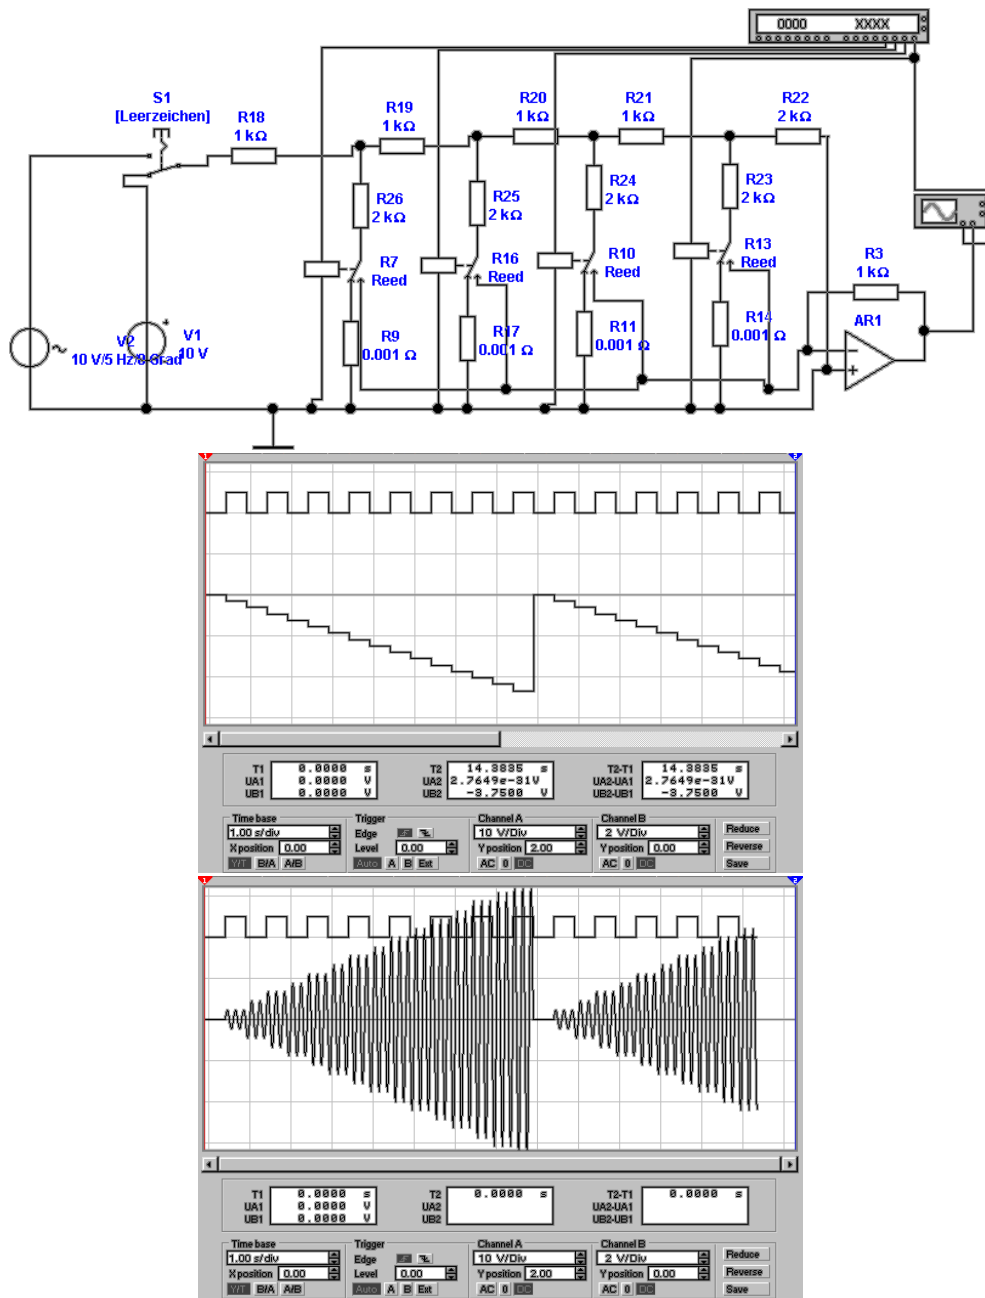 0000 XXXX
S1
[Leerzeichen]
R18
1 kΩ
R19
1 kΩ
R20
1 kΩ
R21
1 kΩ
R22
2 kΩ
R26
2 kΩ
R25
2 kΩ
R24
2 kΩ
R23
2 kΩ
R7
Reed
R16
Reed
R10
Reed
R13
Reed
R3
1 kΩ
V2
10 V/5 Hz/0 Grad
V1
10 V
R9
0.001 Ω
R17
0.001 Ω
R11
0.001 Ω
R14
0.001 Ω
AR1
1 2
T1 0.0000 s T2 14.3835 s T2-T1 14.3835 s
UA1 0.0000 V UA2 2.7649e-31V UA2-UA1 2.7649e-31V
UB1 0.0000 V UB2 -3.7500 V UB2-UB1 -3.7500 V
Time base Trigger Channel A Channel B Reduce
1.00 s/div Edge 10 V/Div 2 V/Div Reverse
X position 0.00 Level 0.00 Y position 2.00 Y position 0.00 Save
Y/T B/A A/B Auto A B Ext AC 0 DC AC 0 DC
1 2
T1 0.0000 s T2 0.0000 s T2-T1 0.0000 s
UA1 0.0000 V UA2 UA2-UA1
UB1 0.0000 V UB2 UB2-UB1
Time base Trigger Channel A Channel B Reduce
1.00 s/div Edge 10 V/Div 2 V/Div Reverse
X position 0.00 Level 0.00 Y position 2.00 Y position 0.00 Save
Y/T B/A A/B Auto A B Ext AC 0 DC AC 0 DC